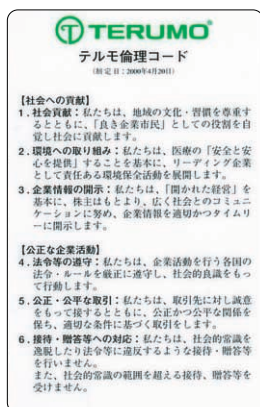 TERUMO®
テルモ倫理コード
(制定日：2000年4月20日)
【社会への貢献】
1．社会貢献：私たちは、地域の文化・習慣を尊重す
るとともに、「良き企業市民」としての役割を自
覚し社会に貢献します。
2．環境への取り組み：私たちは、医療の「安全と安
心を提供」することを基本に、リーディング企業
として責任ある環境保全活動を展開します。
3．企業情報の開示：私たちは、「開かれた経営」を
基本に、株主はもとより、広く社会とのコミュニ
ケーションに努め、企業情報を適切かつタイムリ
ーに開示します。
【公正な企業活動】
4．法令等の遵守：私たちは、企業活動を行う各国の
法令・ルールを厳正に遵守し、社会的良識をもっ
て行動します。
5．公正・公平な取引：私たちは、取引先に対し誠意
をもって接するとともに、公正かつ公平な関係を
保ち、適切な条件に基づく取引をします。
6．接待・贈答等への対応：私たちは、社会的常識を
逸脱したり法令等に違反するような接待・贈答等
を行いません。
また、社会的常識の範囲を超える接待、贈答等を
受けません。